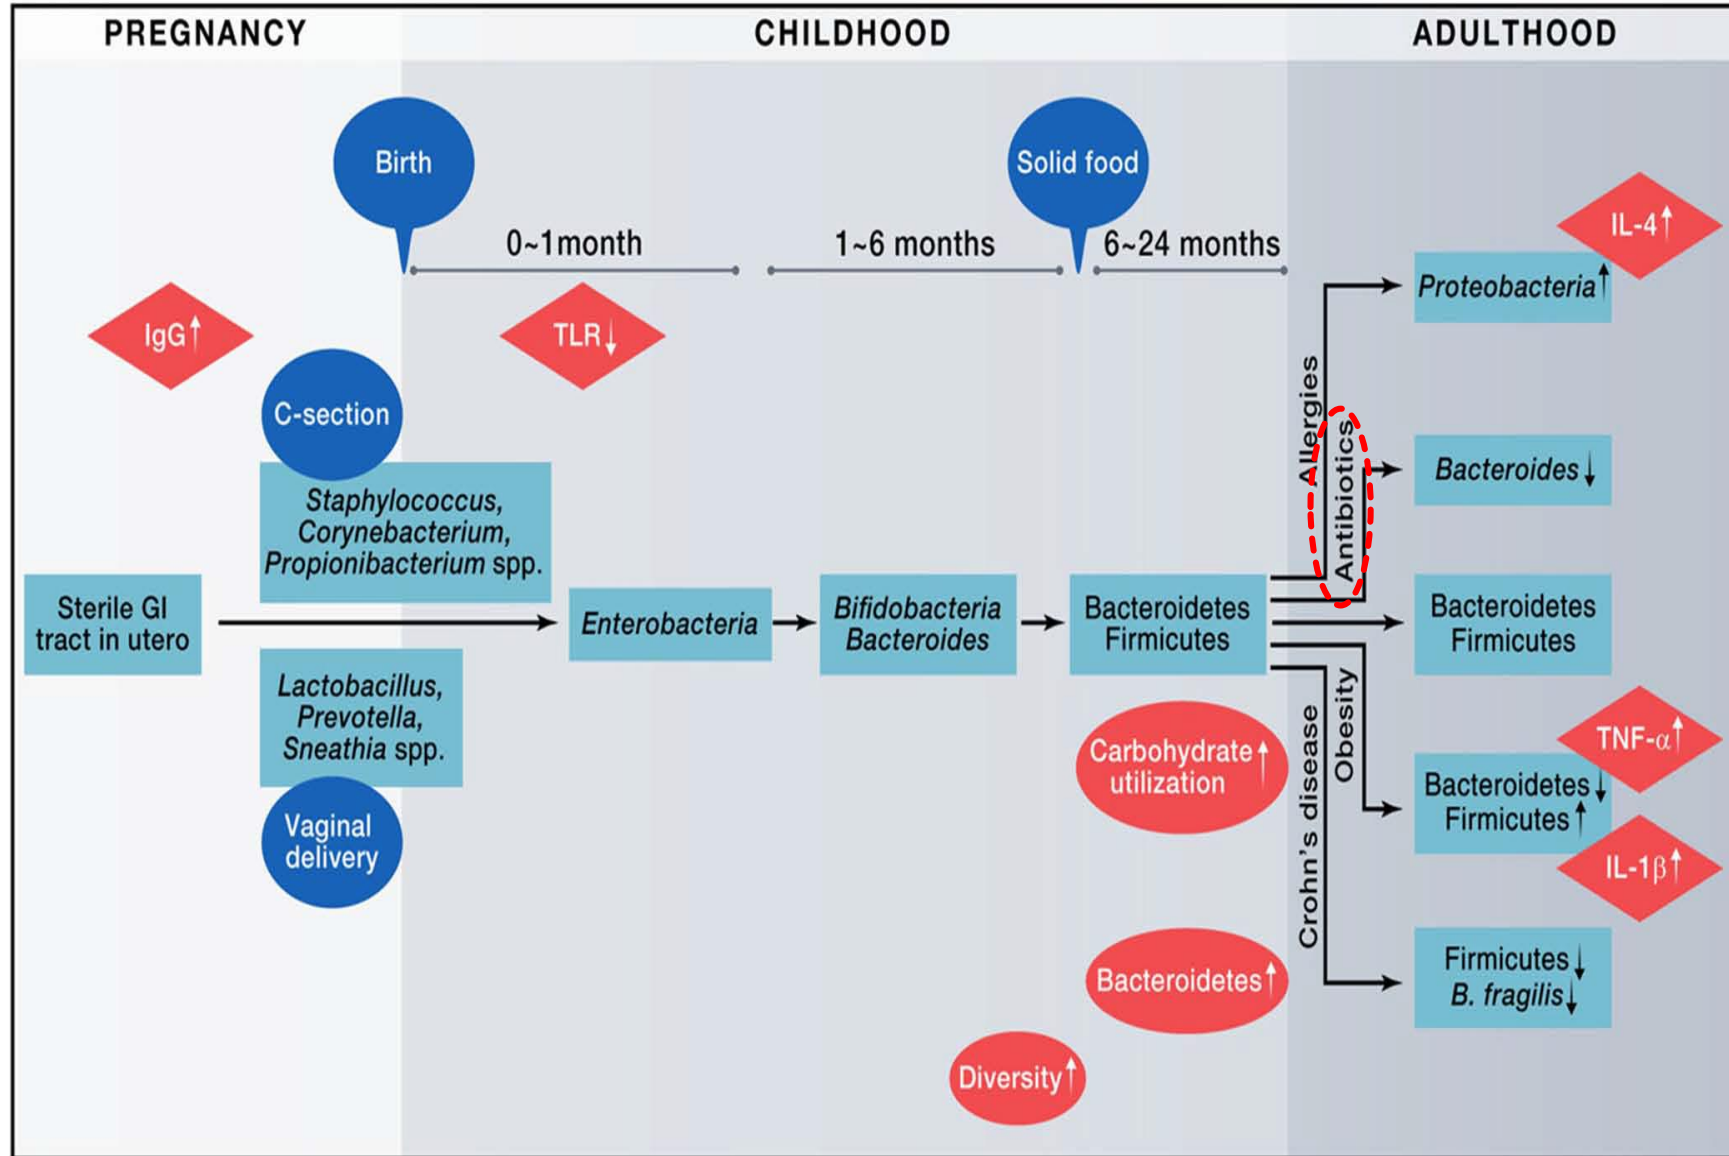 PREGNANCY
CHILDHOOD
ADULTHOOD
Birth
Solid food
0~1month
1~6 months
6~24 months
IgG↑
TLR↓
IL-4↑
Proteobacteria↑
C-section
Staphylococcus,
Corynebacterium,
Propionibacterium spp.
Allergies
Antibiotics
Bacteroides↓
Sterile GI
tract in utero
Enterobacteria
Bifidobacteria
Bacteroides
Bacteroidetes
Firmicutes
Bacteroidetes
Firmicutes
Lactobacillus,
Prevotella,
Sneathia spp.
Vaginal
delivery
Carbohydrate↑
utilization
Crohn's disease
Obesity
TNF-α↑
Bacteroidetes↓
Firmicutes↑
IL-1β↑
Bacteroidetes↑
Firmicutes↓
B. fragilis↓
Diversity↑